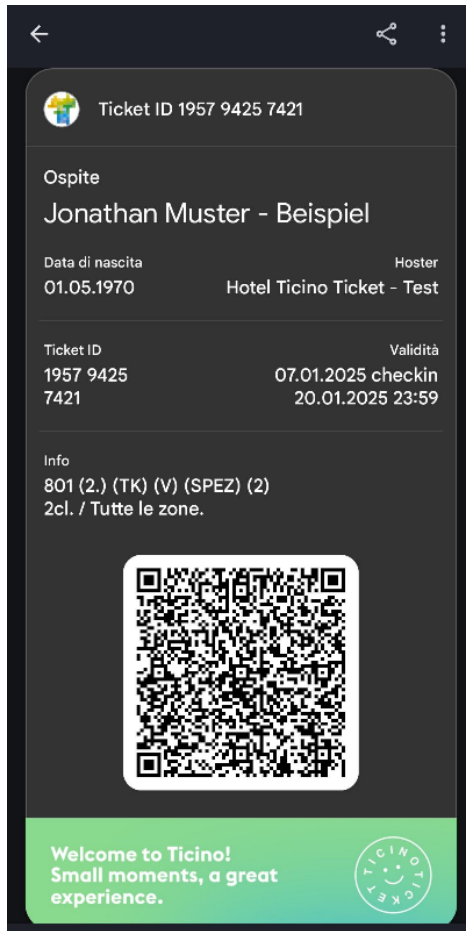 Ticket ID 1957 9425 7421
Ospite
Jonathan Muster - Beispiel
Data di nascita
Hoster
01.05.1970
Hotel Ticino Ticket - Test
Ticket ID
Validità
1957 9425
7421
07.01.2025 checkin
20.01.2025 23:59
Info
801 (2.) (TK) (V) (SPEZ) (2)
2cl. / Tutte le zone.
Welcome to Ticino!
Small moments, a great
experience.
TICINO TICKET